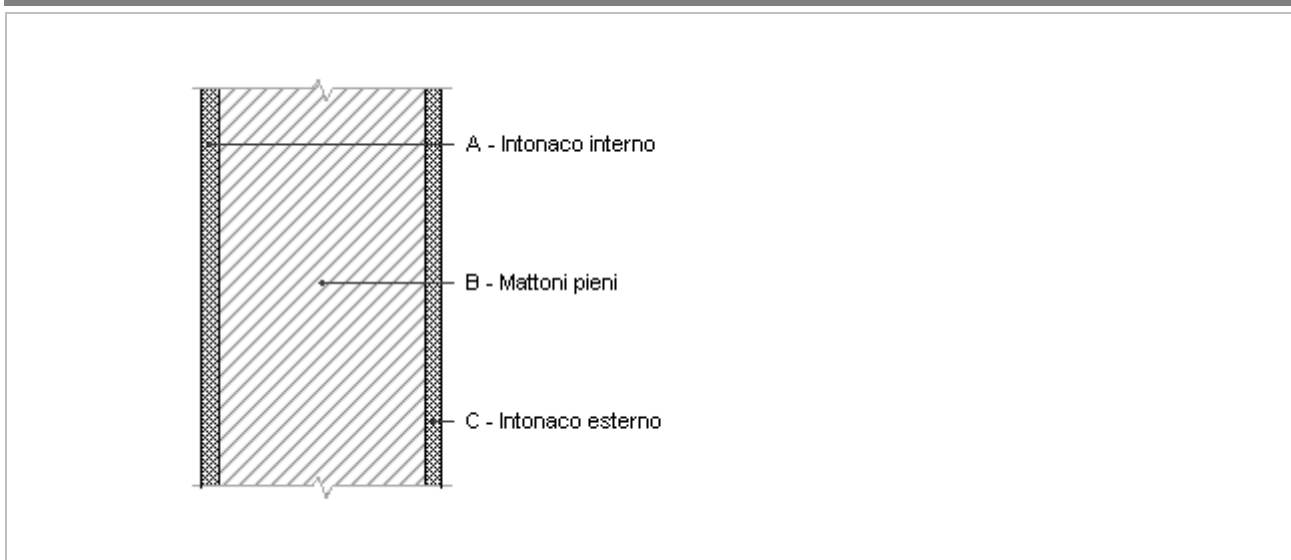 A - Intonaco interno
B - Mattoni pieni
C - Intonaco esterno